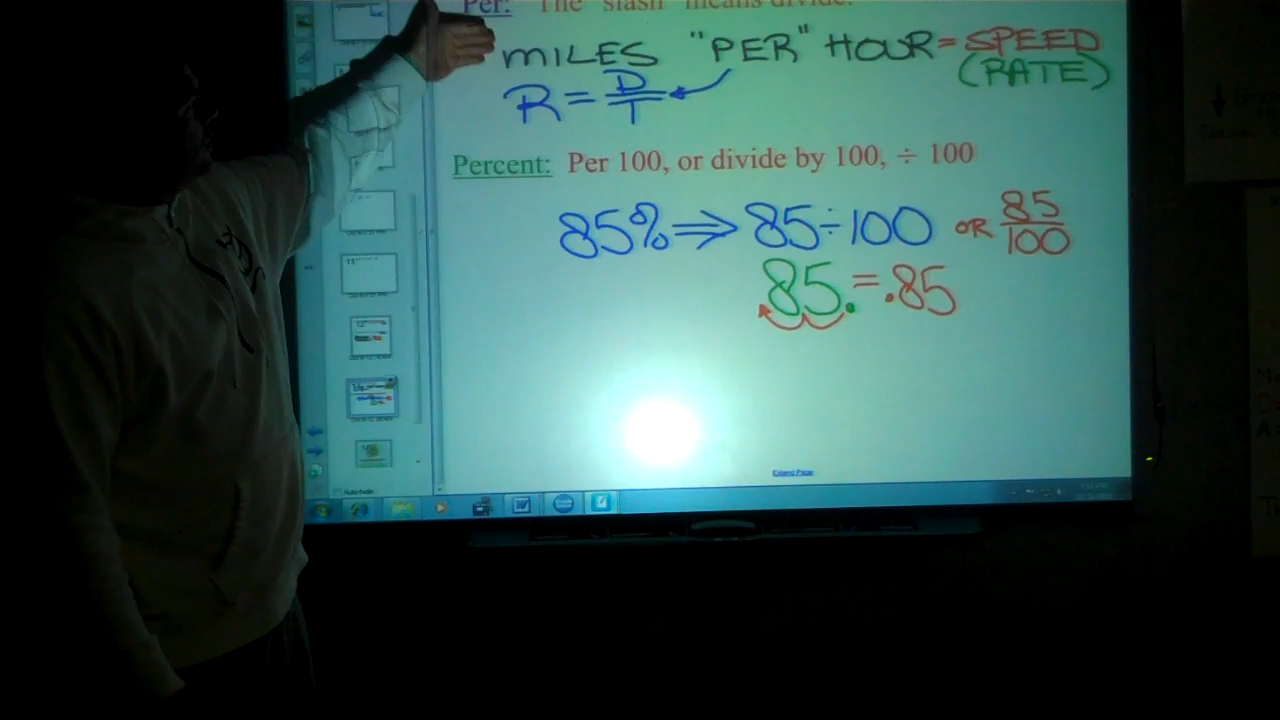 Per: The "slash" means divide.
MILES "PER" HOUR = SPEED
(RATE)
R = D/T
Percent: Per 100, or divide by 100, ÷ 100
85% ⇒ 85 ÷ 100 OR 85/100
85. = .85
Extend Page